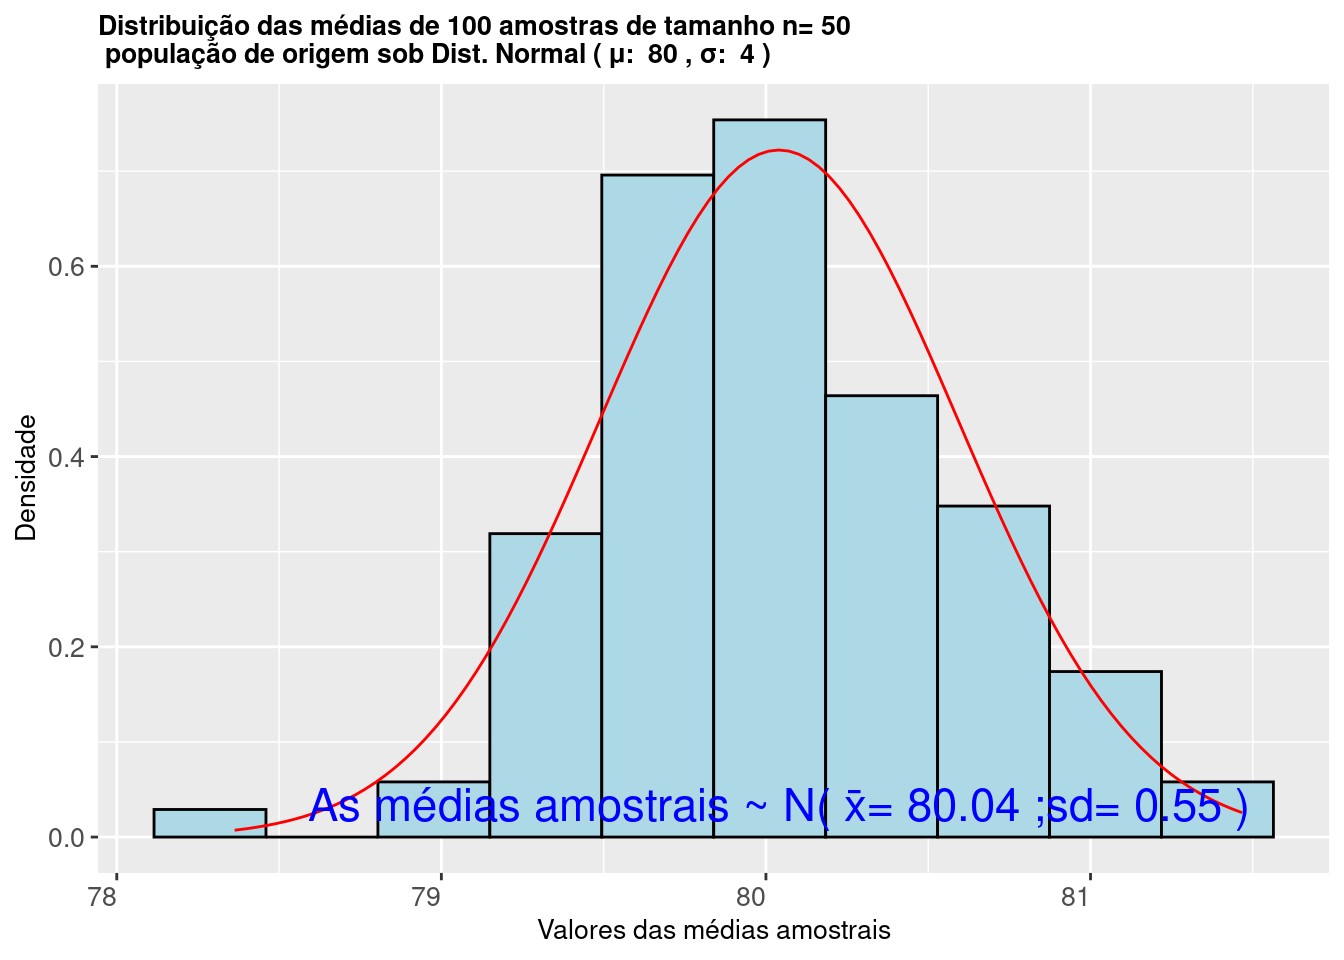 Distribuição das médias de 100 amostras de tamanho n= 50
população de origem sob Dist. Normal ( μ:  80 , σ:  4 )
Densidade
0.6
0.4
0.2
0.0
As médias amostrais ~ N( x̄= 80.04 ;sd= 0.55 )
78 79 80 81
Valores das médias amostrais